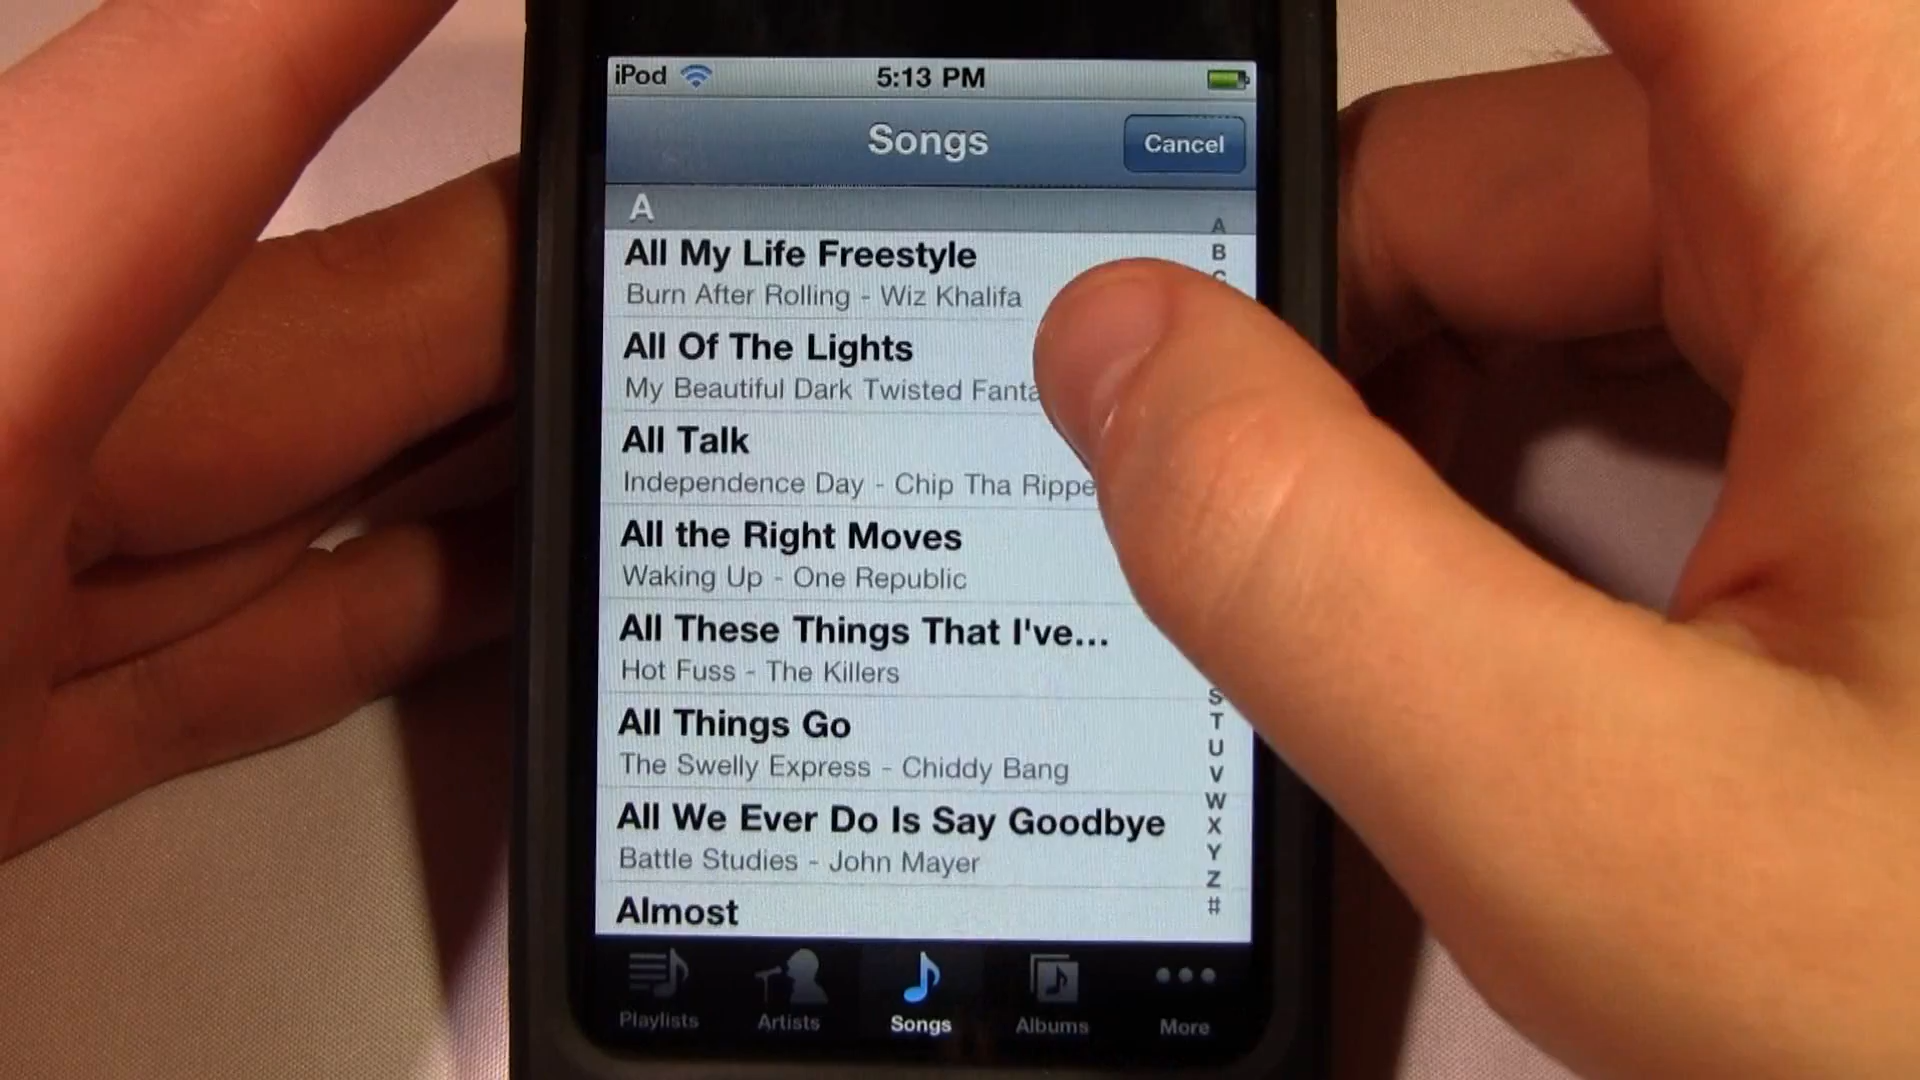 iPod 5:13 PM
Songs Cancel
A
All My Life Freestyle
Burn After Rolling - Wiz Khalifa
All Of The Lights
My Beautiful Dark Twisted Fanta
All Talk
Independence Day - Chip Tha Rippe
All the Right Moves
Waking Up - One Republic
All These Things That I've...
Hot Fuss - The Killers
All Things Go
The Swelly Express - Chiddy Bang
All We Ever Do Is Say Goodbye
Battle Studies - John Mayer
Almost
A
B
C
S
T
U
V
W
X
Y
Z
#
Playlists Artists Songs Albums More